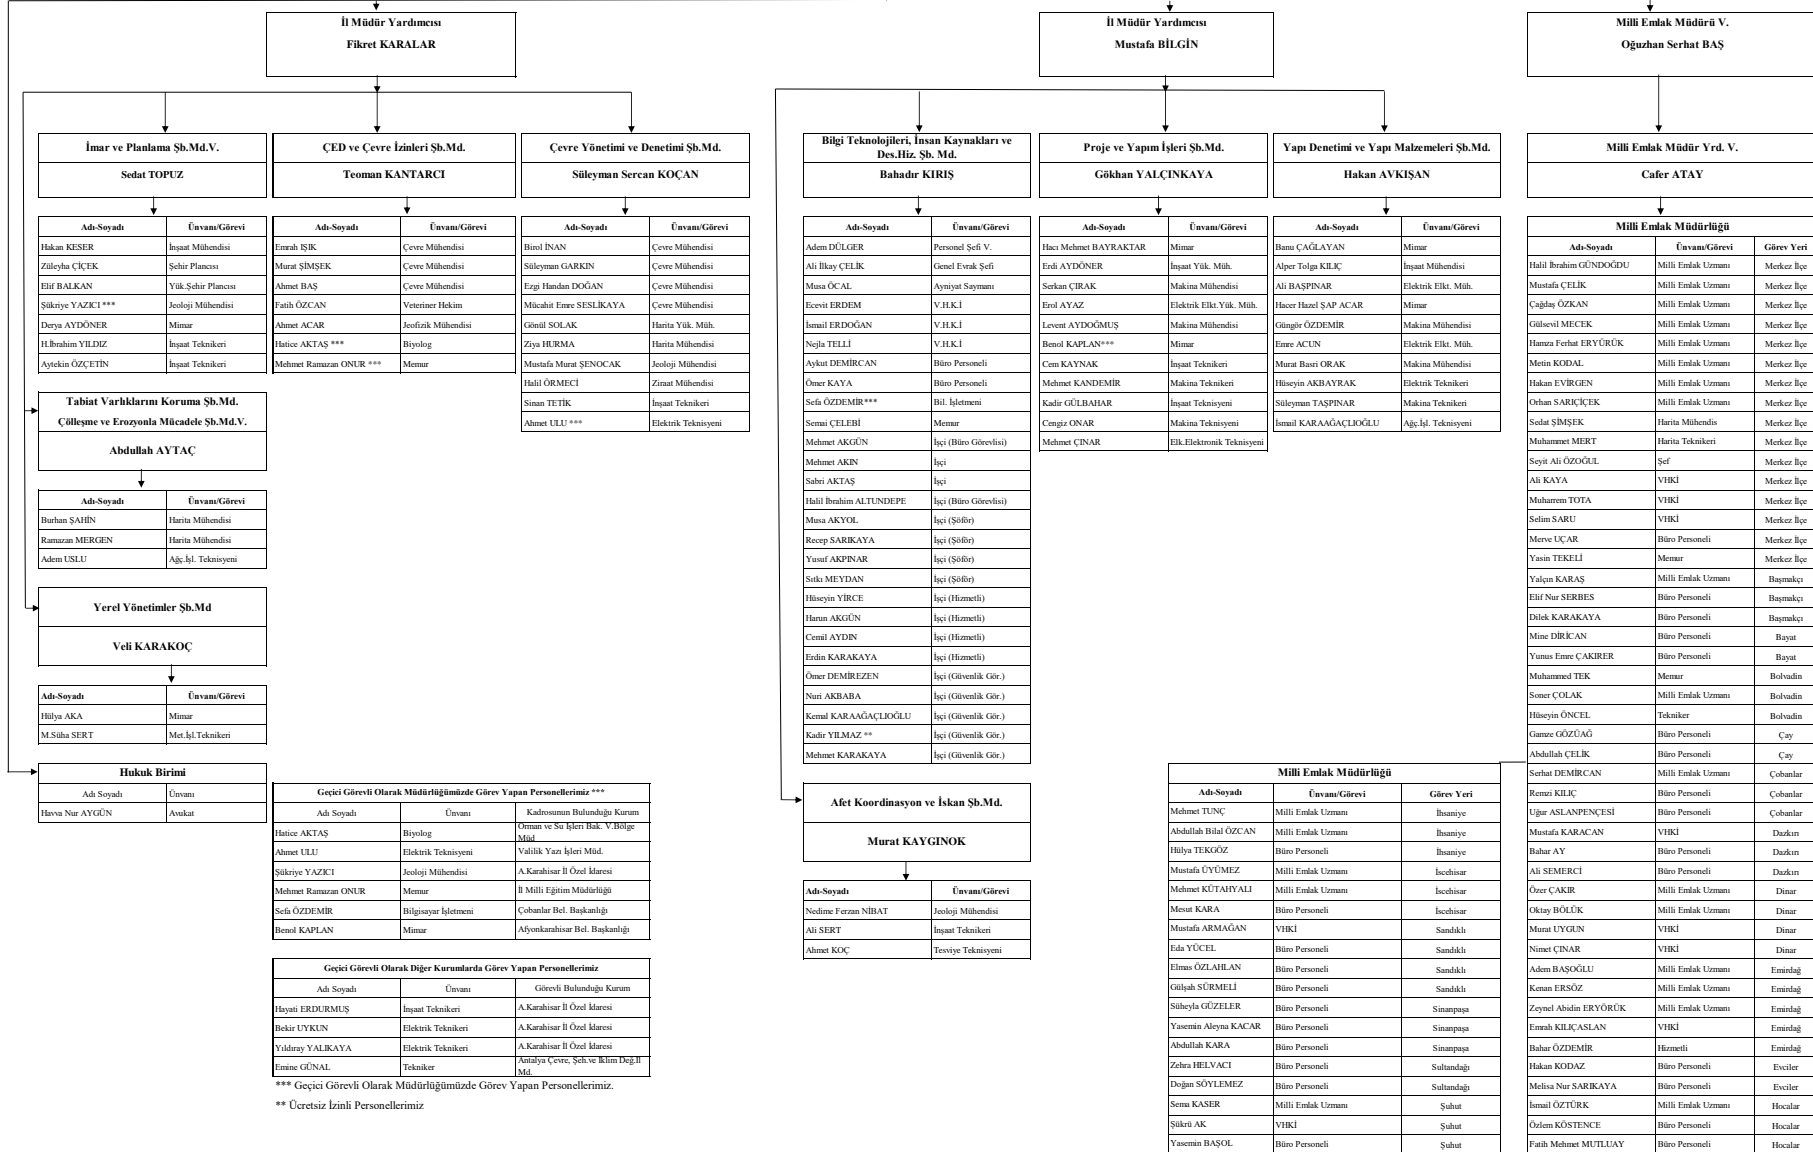 İl Müdür Yardımcısı
Fikret KARALAR
İl Müdür Yardımcısı
Mustafa BİLGİN
Milli Emlak Müdürü V.
Oğuzhan Serhat BAŞ
İmar ve Planlama Şb.Md.V.
Sedat TOPUZ
Adı-Soyadı Ünvanı/Görevi
Hakan KESER İnşaat Mühendisi
Züleyha ÇİÇEK Şehir Plancısı
Elif BALKAN Yük.Şehir Plancısı
Şükriye YAZICI *** Jeoloji Mühendisi
Derya AYDÖNER Mimar
H.İbrahim YILDIZ İnşaat Teknikeri
Aytekin ÖZÇETİN İnşaat Teknikeri
ÇED ve Çevre İzinleri Şb.Md.
Teoman KANTARCI
Adı-Soyadı Ünvanı/Görevi
Emrah IŞIK Çevre Mühendisi
Murat ŞİMŞEK Çevre Mühendisi
Ahmet BAŞ Çevre Mühendisi
Fatih ÖZCAN Veteriner Hekim
Ahmet ACAR Jeofizik Mühendisi
Hatice AKTAŞ *** Biyolog
Mehmet Ramazan ONUR *** Memur
Çevre Yönetimi ve Denetimi Şb.Md.
Süleyman Sercan KOÇAN
Adı-Soyadı Ünvanı/Görevi
Birol İNAN Çevre Mühendisi
Süleyman GARKIN Çevre Mühendisi
Ezgi Handan DOĞAN Çevre Mühendisi
Mücahit Emre SESLİKAYA Çevre Mühendisi
Gönül SOLAK Harita Yük. Müh.
Ziya HURMA Harita Mühendisi
Mustafa Murat ŞENOCAK Jeoloji Mühendisi
Halil ÖRMECİ Ziraat Mühendisi
Sinan TETİK İnşaat Teknikeri
Ahmet ULU *** Elektrik Teknisyeni
Tabiat Varlıklarını Koruma Şb.Md.
Çölleşme ve Erozyonla Mücadele Şb.Md.V.
Abdullah AYTAÇ
Adı-Soyadı Ünvanı/Görevi
Burhan ŞAHİN Harita Mühendisi
Ramazan MERGEN Harita Mühendisi
Adem USLU Ağç.İşl. Teknisyeni
Yerel Yönetimler Şb.Md
Veli KARAKOÇ
Adı-Soyadı Ünvanı/Görevi
Hülya AKA Mimar
M.Süha SERT Met.İşl.Teknikeri
Hukuk Birimi
Adı Soyadı Ünvanı
Havva Nur AYGÜN Avukat
Geçici Görevli Olarak Müdürlüğümüzde Görev Yapan Personellerimiz ***
Adı Soyadı Ünvanı Kadrosunun Bulunduğu Kurum
Hatice AKTAŞ Biyolog Orman ve Su İşleri Bak. V.Bölge Müd
Ahmet ULU Elektrik Teknisyeni Valilik Yazı İşleri Müd.
Şükriye YAZICI Jeoloji Mühendisi A.Karahisar İl Özel İdaresi
Mehmet Ramazan ONUR Memur İl Milli Eğitim Müdürlüğü
Sefa ÖZDEMİR Bilgisayar İşletmeni Çobanlar Bel. Başkanlığı
Benol KAPLAN Mimar Afyonkarahisar Bel. Başkanlığı
Geçici Görevli Olarak Diğer Kurumlarda Görev Yapan Personellerimiz
Adı Soyadı Ünvanı Görevli Bulunduğu Kurum
Hayati ERDURMUŞ İnşaat Teknikeri A.Karahisar İl Özel İdaresi
Bekir UYKUN Elektrik Teknikeri A.Karahisar İl Özel İdaresi
Yıldıray YALIKAYA Elektrik Teknikeri A.Karahisar İl Özel İdaresi
Emine GÜNAL Tekniker Antalya Çevre, Şeh.ve İklim Değ.İl Md.
*** Geçici Görevli Olarak Müdürlüğümüzde Görev Yapan Personellerimiz.
** Ücretsiz İzinli Personellerimiz
Bilgi Teknolojileri, İnsan Kaynakları ve
Des.Hiz. Şb. Md.
Bahadır KIRIŞ
Adı-Soyadı Ünvanı/Görevi
Adem DÜLGER Personel Şefi V.
Ali İlkay ÇELİK Genel Evrak Şefi
Musa ÖCAL Ayniyat Saymanı
Ecevit ERDEM V.H.K.İ
İsmail ERDOĞAN V.H.K.İ
Nejla TELLİ V.H.K.İ
Aykut DEMİRCAN Büro Personeli
Ömer KAYA Büro Personeli
Sefa ÖZDEMİR*** Bil. İşletmeni
Semai ÇELEBİ Memur
Mehmet AKGÜN İşçi (Büro Görevlisi)
Mehmet AKIN İşçi
Sabri AKTAŞ İşçi
Halil İbrahim ALTUNDEPE İşçi (Büro Görevlisi)
Musa AKYOL İşçi (Şöför)
Recep SARIKAYA İşçi (Şöför)
Yusuf AKPINAR İşçi (Şöför)
Sıtkı MEYDAN İşçi (Şöför)
Hüseyin YİRCE İşçi (Hizmetli)
Harun AKGÜN İşçi (Hizmetli)
Cemil AYDIN İşçi (Hizmetli)
Erdin KARAKAYA İşçi (Hizmetli)
Ömer DEMİREZEN İşçi (Güvenlik Gör.)
Nuri AKBABA İşçi (Güvenlik Gör.)
Kemal KARAAĞAÇLIOĞLU İşçi (Güvenlik Gör.)
Kadir YILMAZ ** İşçi (Güvenlik Gör.)
Mehmet KARAKAYA İşçi (Güvenlik Gör.)
Afet Koordinasyon ve İskan Şb.Md.
Murat KAYGINOK
Adı-Soyadı Ünvanı/Görevi
Nedime Ferzan NİBAT Jeoloji Mühendisi
Ali SERT İnşaat Teknikeri
Ahmet KOÇ Tesviye Teknisyeni
Proje ve Yapım İşleri Şb.Md.
Gökhan YALÇINKAYA
Adı-Soyadı Ünvanı/Görevi
Hacı Mehmet BAYRAKTAR Mimar
Erdi AYDÖNER İnşaat Yük. Müh.
Serkan ÇIRAK Makina Mühendisi
Erol AYAZ Elektrik Elkt.Yük. Müh.
Levent AYDOĞMUŞ Makina Mühendisi
Benol KAPLAN*** Mimar
Cem KAYNAK İnşaat Teknikeri
Mehmet KANDEMİR Makina Teknikeri
Kadir GÜLBAHAR İnşaat Teknisyeni
Cengiz ONAR Makina Teknisyeni
Mehmet ÇINAR Elk.Elektronik Teknisyeni
Yapı Denetimi ve Yapı Malzemeleri Şb.Md.
Hakan AVKIŞAN
Adı-Soyadı Ünvanı/Görevi
Banu ÇAĞLAYAN Mimar
Alper Tolga KILIÇ İnşaat Mühendisi
Ali BAŞPINAR Elektrik Elkt. Müh.
Hacer Hazel ŞAP ACAR Mimar
Güngör ÖZDEMİR Makina Mühendisi
Emre ACUN Elektrik Elkt. Müh.
Murat Basri ORAK Makina Mühendisi
Hüseyin AKBAYRAK Elektrik Teknikeri
Süleyman TAŞPINAR Makina Teknikeri
İsmail KARAAĞAÇLIOĞLU Ağç.İşl. Teknisyeni
Milli Emlak Müdür Yrd. V.
Cafer ATAY
Milli Emlak Müdürlüğü
Adı-Soyadı Ünvanı/Görevi Görev Yeri
Halil İbrahim GÜNDOĞDU Milli Emlak Uzmanı Merkez İlçe
Mustafa ÇELİK Milli Emlak Uzmanı Merkez İlçe
Çağdaş ÖZKAN Milli Emlak Uzmanı Merkez İlçe
Gülsevil MECEK Milli Emlak Uzmanı Merkez İlçe
Hamza Ferhat ERYÜRÜK Milli Emlak Uzmanı Merkez İlçe
Metin KODAL Milli Emlak Uzmanı Merkez İlçe
Hakan EVİRGEN Milli Emlak Uzmanı Merkez İlçe
Orhan SARIÇİÇEK Milli Emlak Uzmanı Merkez İlçe
Sedat ŞİMŞEK Harita Mühendis Merkez İlçe
Muhammet MERT Harita Teknikeri Merkez İlçe
Seyit Ali ÖZOĞUL Şef Merkez İlçe
Ali KAYA VHKİ Merkez İlçe
Muharrem TOTA VHKİ Merkez İlçe
Selim SARU VHKİ Merkez İlçe
Merve UÇAR Büro Personeli Merkez İlçe
Yasin TEKELİ Memur Merkez İlçe
Yalçın KARAŞ Milli Emlak Uzmanı Başmakçı
Elif Nur SERBES Büro Personeli Başmakçı
Dilek KARAKAYA Büro Personeli Başmakçı
Mine DİRİCAN Büro Personeli Bayat
Yunus Emre ÇAKIRER Büro Personeli Bayat
Muhammed TEK Memur Bolvadin
Soner ÇOLAK Milli Emlak Uzmanı Bolvadin
Hüseyin ÖNCEL Tekniker Bolvadin
Gamze GÖZÜAĞ Büro Personeli Çay
Abdullah ÇELİK Büro Personeli Çay
Serhat DEMİRCAN Milli Emlak Uzmanı Çobanlar
Remzi KILIÇ Büro Personeli Çobanlar
Uğur ASLANPENÇESİ Büro Personeli Çobanlar
Mustafa KARACAN VHKİ Dazkırı
Bahar AY Büro Personeli Dazkırı
Ali SEMERCİ Büro Personeli Dazkırı
Özer ÇAKIR Milli Emlak Uzmanı Dinar
Oktay BÖLÜK Milli Emlak Uzmanı Dinar
Murat UYGUN VHKİ Dinar
Nimet ÇINAR VHKİ Dinar
Adem BAŞOĞLU Milli Emlak Uzmanı Emirdağ
Kenan ERSÖZ Milli Emlak Uzmanı Emirdağ
Zeynel Abidin ERYÖRÜK Milli Emlak Uzmanı Emirdağ
Emrah KILIÇASLAN VHKİ Emirdağ
Bahar ÖZDEMİR Hizmetli Emirdağ
Hakan KODAZ Büro Personeli Evciler
Melisa Nur SARIKAYA Büro Personeli Evciler
İsmail ÖZTÜRK Milli Emlak Uzmanı Hocalar
Özlem KÖSTENCE Büro Personeli Hocalar
Fatih Mehmet MUTLUAY Büro Personeli Hocalar
Milli Emlak Müdürlüğü
Adı-Soyadı Ünvanı/Görevi Görev Yeri
Mehmet TUNÇ Milli Emlak Uzmanı İhsaniye
Abdullah Bilal ÖZCAN Milli Emlak Uzmanı İhsaniye
Hülya TEKGÖZ Büro Personeli İhsaniye
Mustafa ÜYÜMEZ Milli Emlak Uzmanı İscehisar
Mehmet KÜTAHYALI Milli Emlak Uzmanı İscehisar
Mesut KARA Büro Personeli İscehisar
Mustafa ARMAĞAN VHKİ Sandıklı
Eda YÜCEL Büro Personeli Sandıklı
Elmas ÖZLAHLAN Büro Personeli Sandıklı
Gülşah SÜRMELİ Büro Personeli Sandıklı
Süheyla GÜZELER Büro Personeli Sinanpaşa
Yasemin Aleyna KACAR Büro Personeli Sinanpaşa
Abdullah KARA Büro Personeli Sinanpaşa
Zehra HELVACI Büro Personeli Sultandağı
Doğan SÖYLEMEZ Büro Personeli Sultandağı
Sema KASER Milli Emlak Uzmanı Şuhut
Şükrü AK VHKİ Şuhut
Yasemin BAŞOL Büro Personeli Şuhut